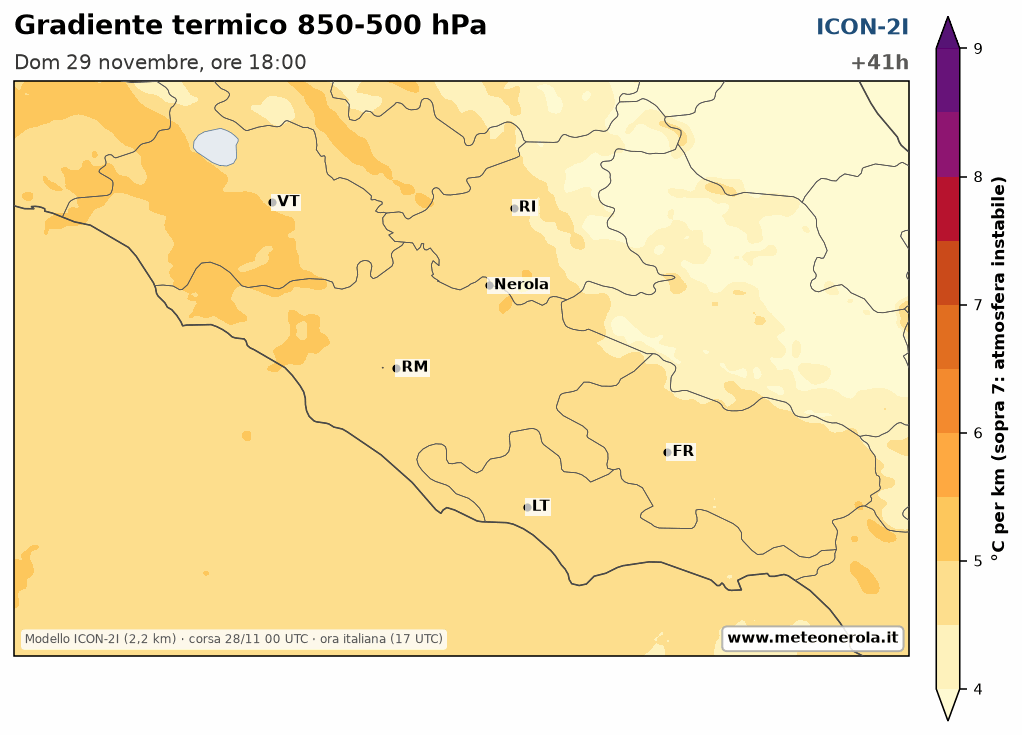 Gradiente termico 850-500 hPa
ICON-2I
Dom 29 novembre, ore 18:00
+41h
9
8
7
6
5
4
°C per km (sopra 7: atmosfera instabile)
VT
RI
Nerola
RM
FR
LT
Modello ICON-2I (2,2 km) · corsa 28/11 00 UTC · ora italiana (17 UTC)
www.meteonerola.it